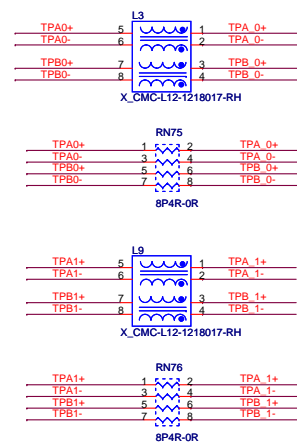 L3
TPA0+ 5 1 TPA_0+
TPA0- 6 2 TPA_0-
TPB0+ 7 3 TPB_0+
TPB0- 8 4 TPB_0-
X_CMC-L12-1218017-RH
RN75
TPA0+ 1 2 TPA_0+
TPA0- 3 4 TPA_0-
TPB0+ 5 6 TPB_0+
TPB0- 7 8 TPB_0-
8P4R-0R
L9
TPA1+ 5 1 TPA_1+
TPA1- 6 2 TPA_1-
TPB1+ 7 3 TPB_1+
TPB1- 8 4 TPB_1-
X_CMC-L12-1218017-RH
RN76
TPA1+ 1 2 TPA_1+
TPA1- 3 4 TPA_1-
TPB1+ 5 6 TPB_1+
TPB1- 7 8 TPB_1-
8P4R-0R